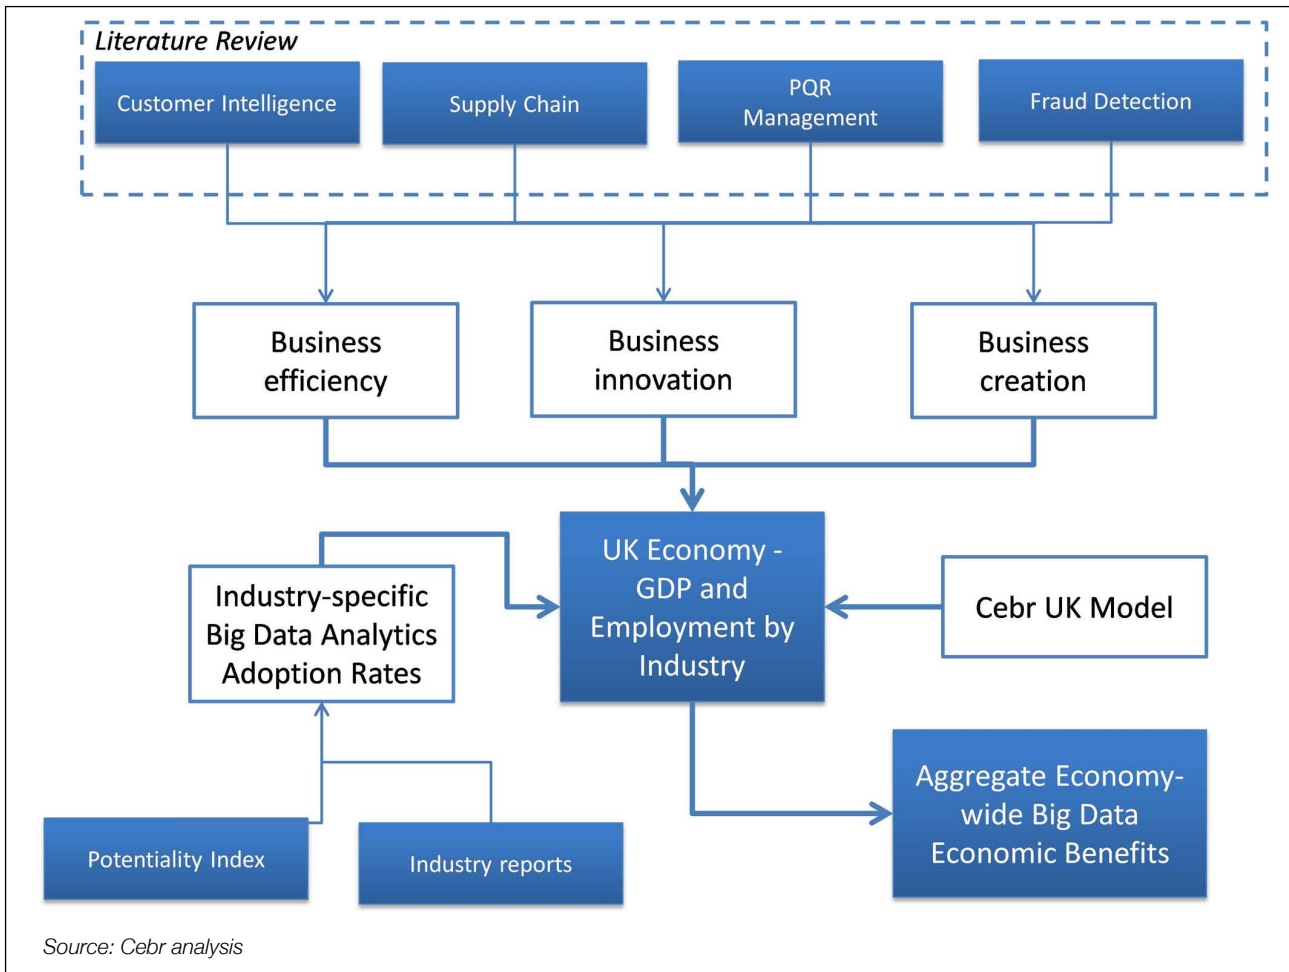 Literature Review
Customer Intelligence
Supply Chain
PQR
Management
Fraud Detection
Business
efficiency
Business
innovation
Business
creation
UK Economy -
GDP and
Employment by
Industry
Industry-specific
Big Data Analytics
Adoption Rates
Cebr UK Model
Aggregate Economy-
wide Big Data
Economic Benefits
Potentiality Index
Industry reports
Source: Cebr analysis